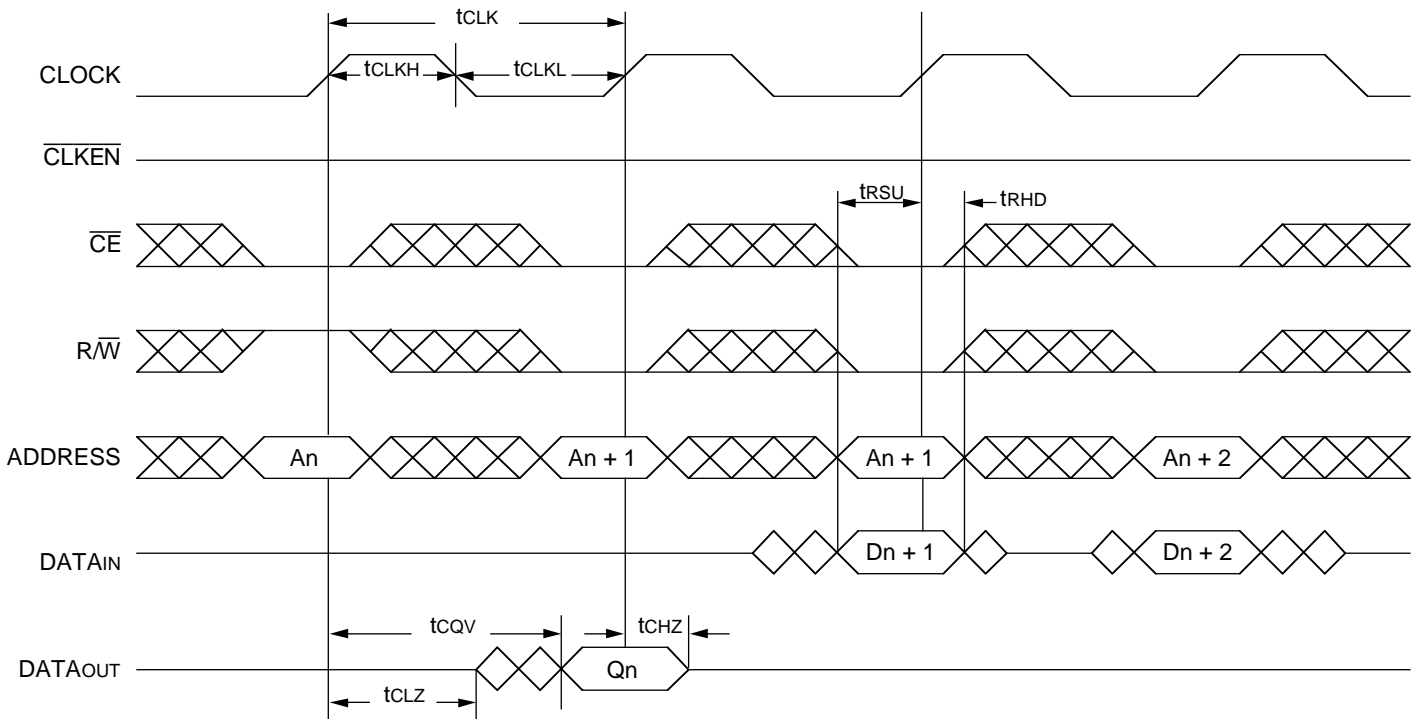 tCLK
CLOCK
tCLKH
tCLKL
CLKEN
tRSU
tRHD
CE
R/W
ADDRESS
An
An + 1
An + 1
An + 2
DATAIN
Dn + 1
Dn + 2
tCQV
tCHZ
DATAOUT
Qn
tCLZ